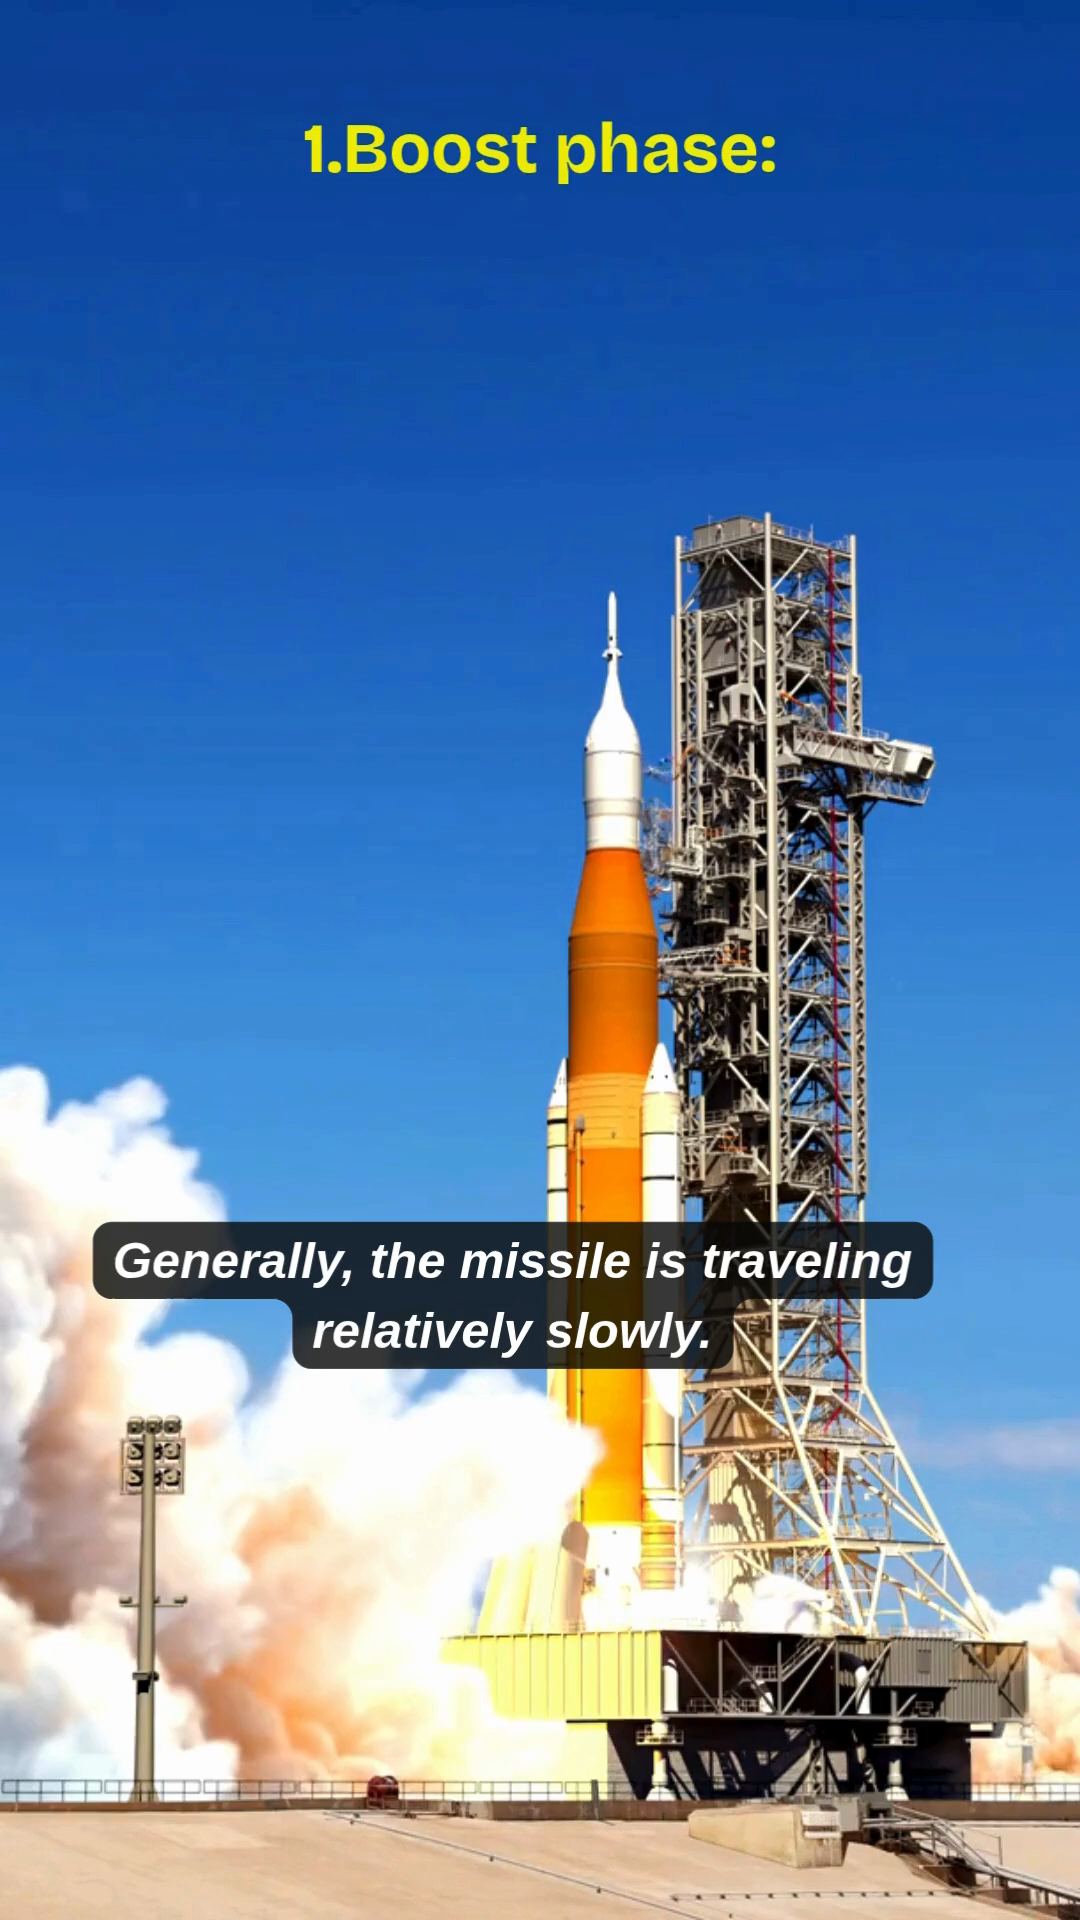 1.Boost phase:
Generally, the missile is traveling
relatively slowly.